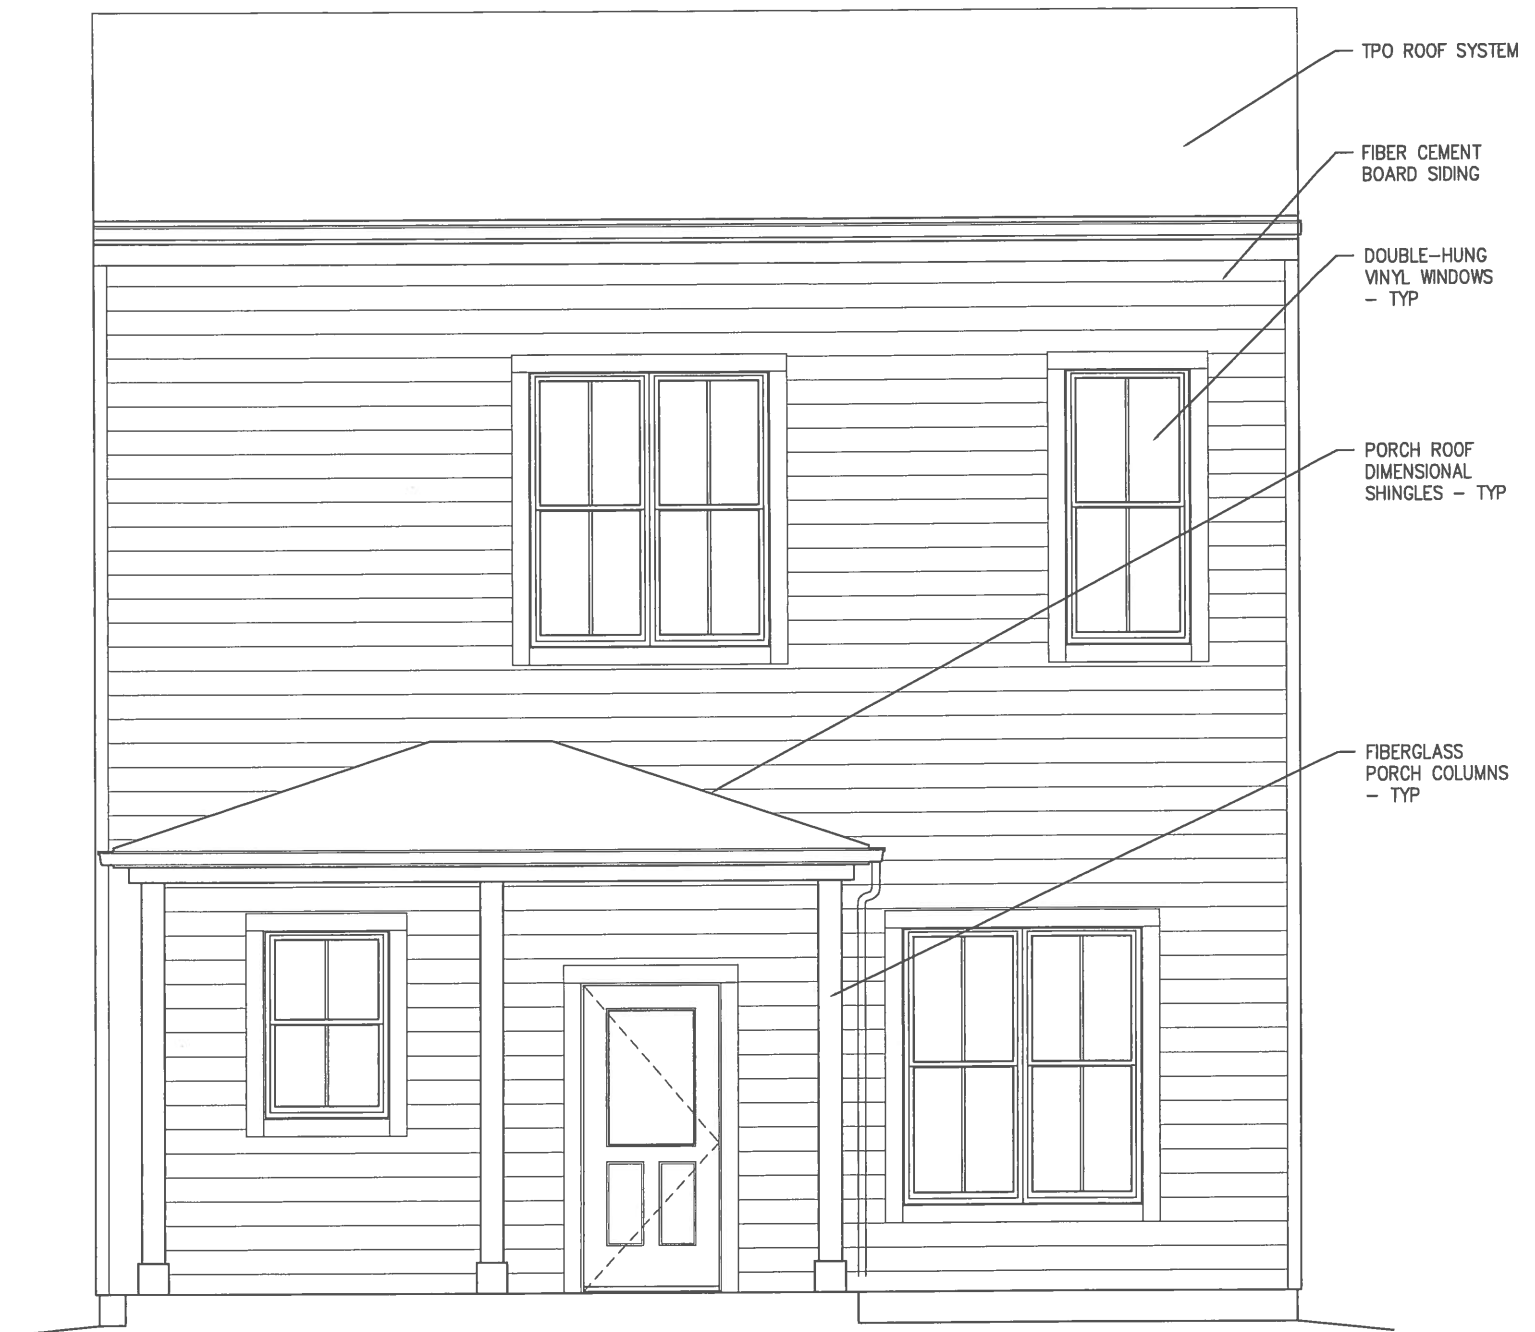 TPO ROOF SYSTEM
FIBER CEMENT
BOARD SIDING
DOUBLE-HUNG
VINYL WINDOWS
- TYP
PORCH ROOF
DIMENSIONAL
SHINGLES - TYP
FIBERGLASS
PORCH COLUMNS
- TYP